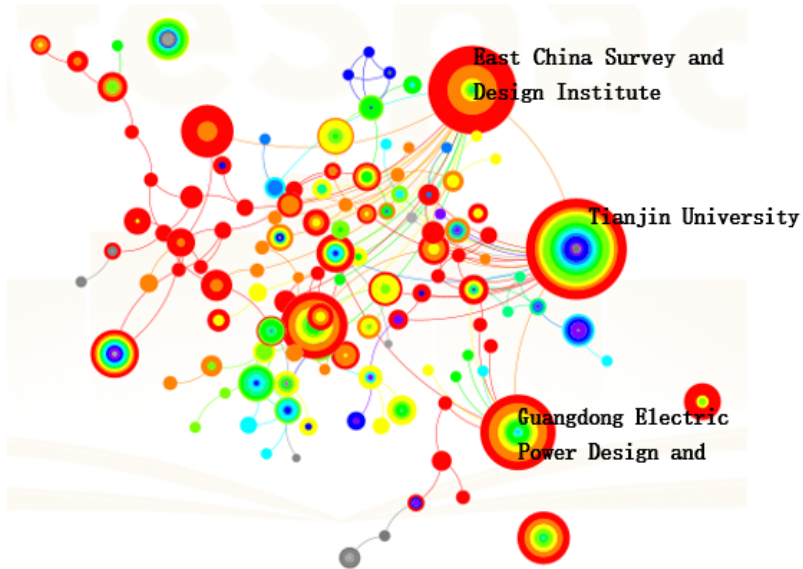 East China Survey and
Design Institute
Tianjin University
Guangdong Electric
Power Design and